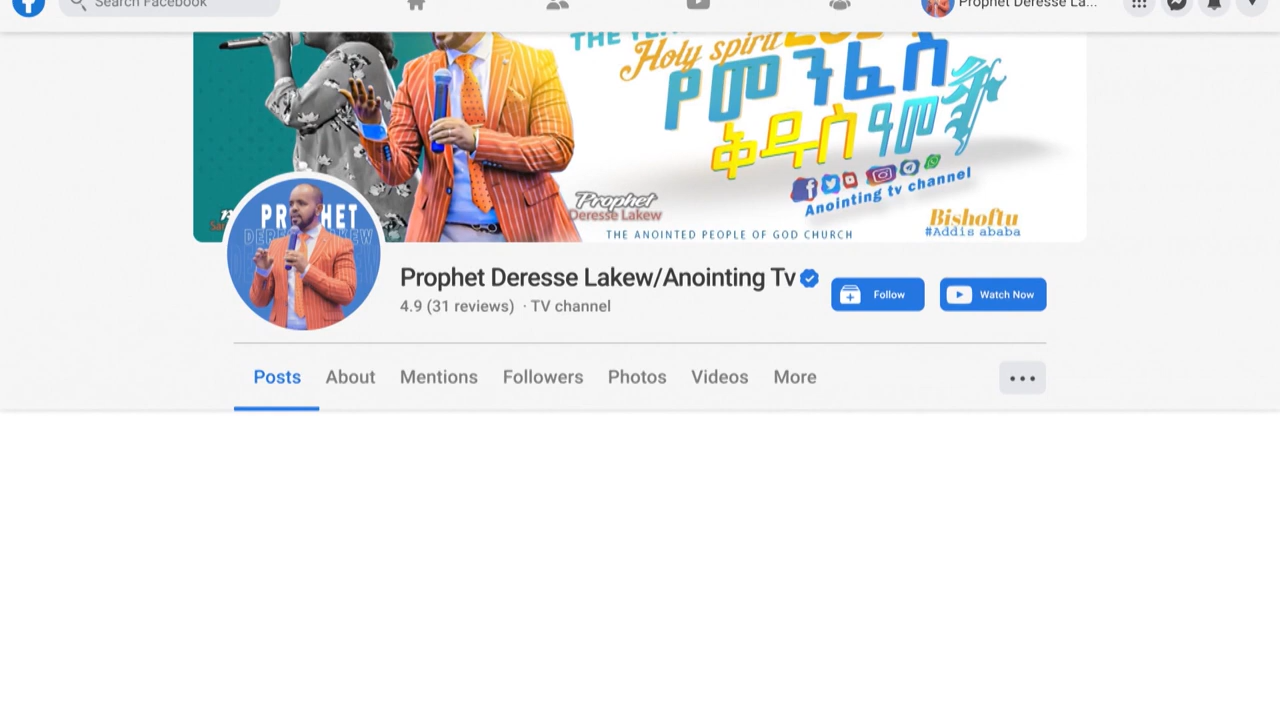 Search Facebook
Prophet Deresse La...
Holy spirit
የመንፈስ
ቅዱስ ዓመት
Anointing tv channel
Prophet
Deresse Lakew
Bishoftu
#Addis ababa
THE ANOINTED PEOPLE OF GOD CHURCH
PROPHET
DERESSE LAKEW
Prophet Deresse Lakew/Anointing Tv
4.9 (31 reviews) · TV channel
Follow
Watch Now
Posts About Mentions Followers Photos Videos More